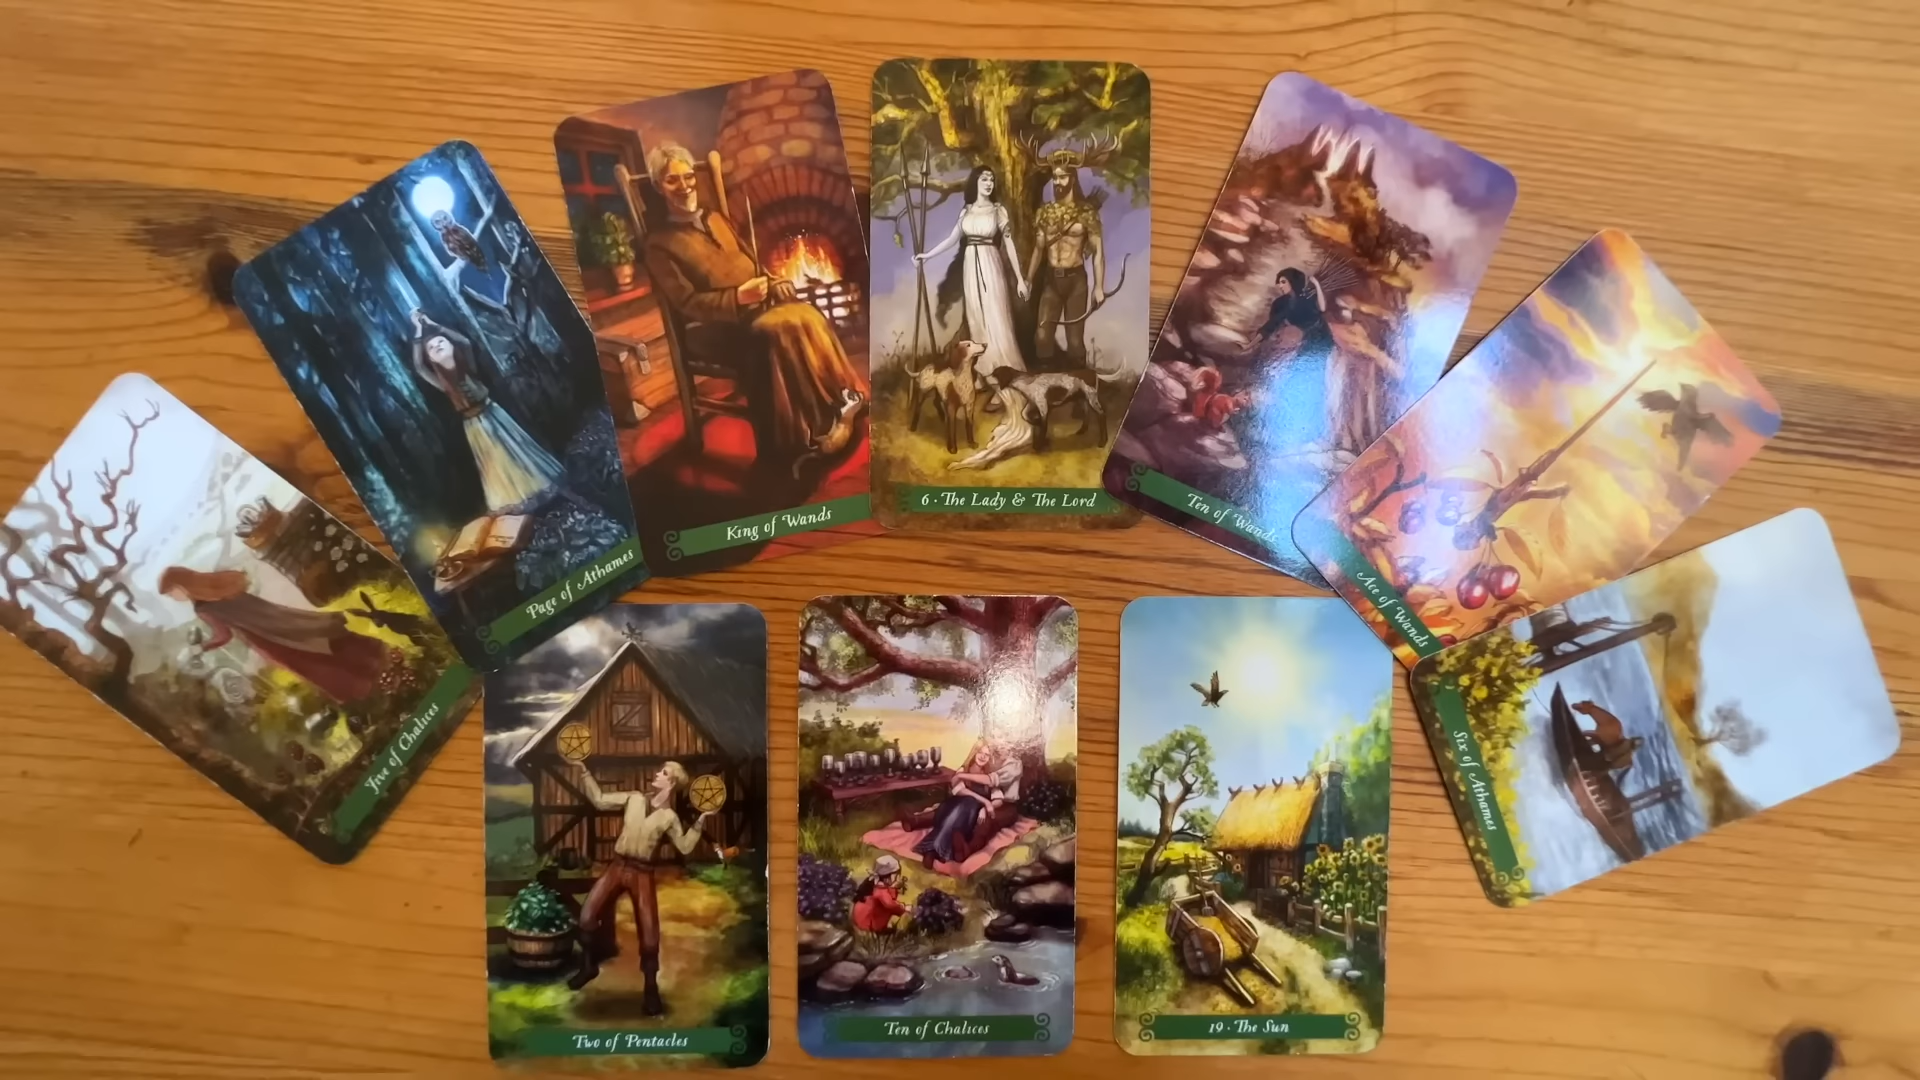 Five of Chalices
Page of Athames
King of Wands
6 · The Lady & The Lord
Ten of Wands
Ace of Wands
Six of Athames
Two of Pentacles
Ten of Chalices
19 · The Sun